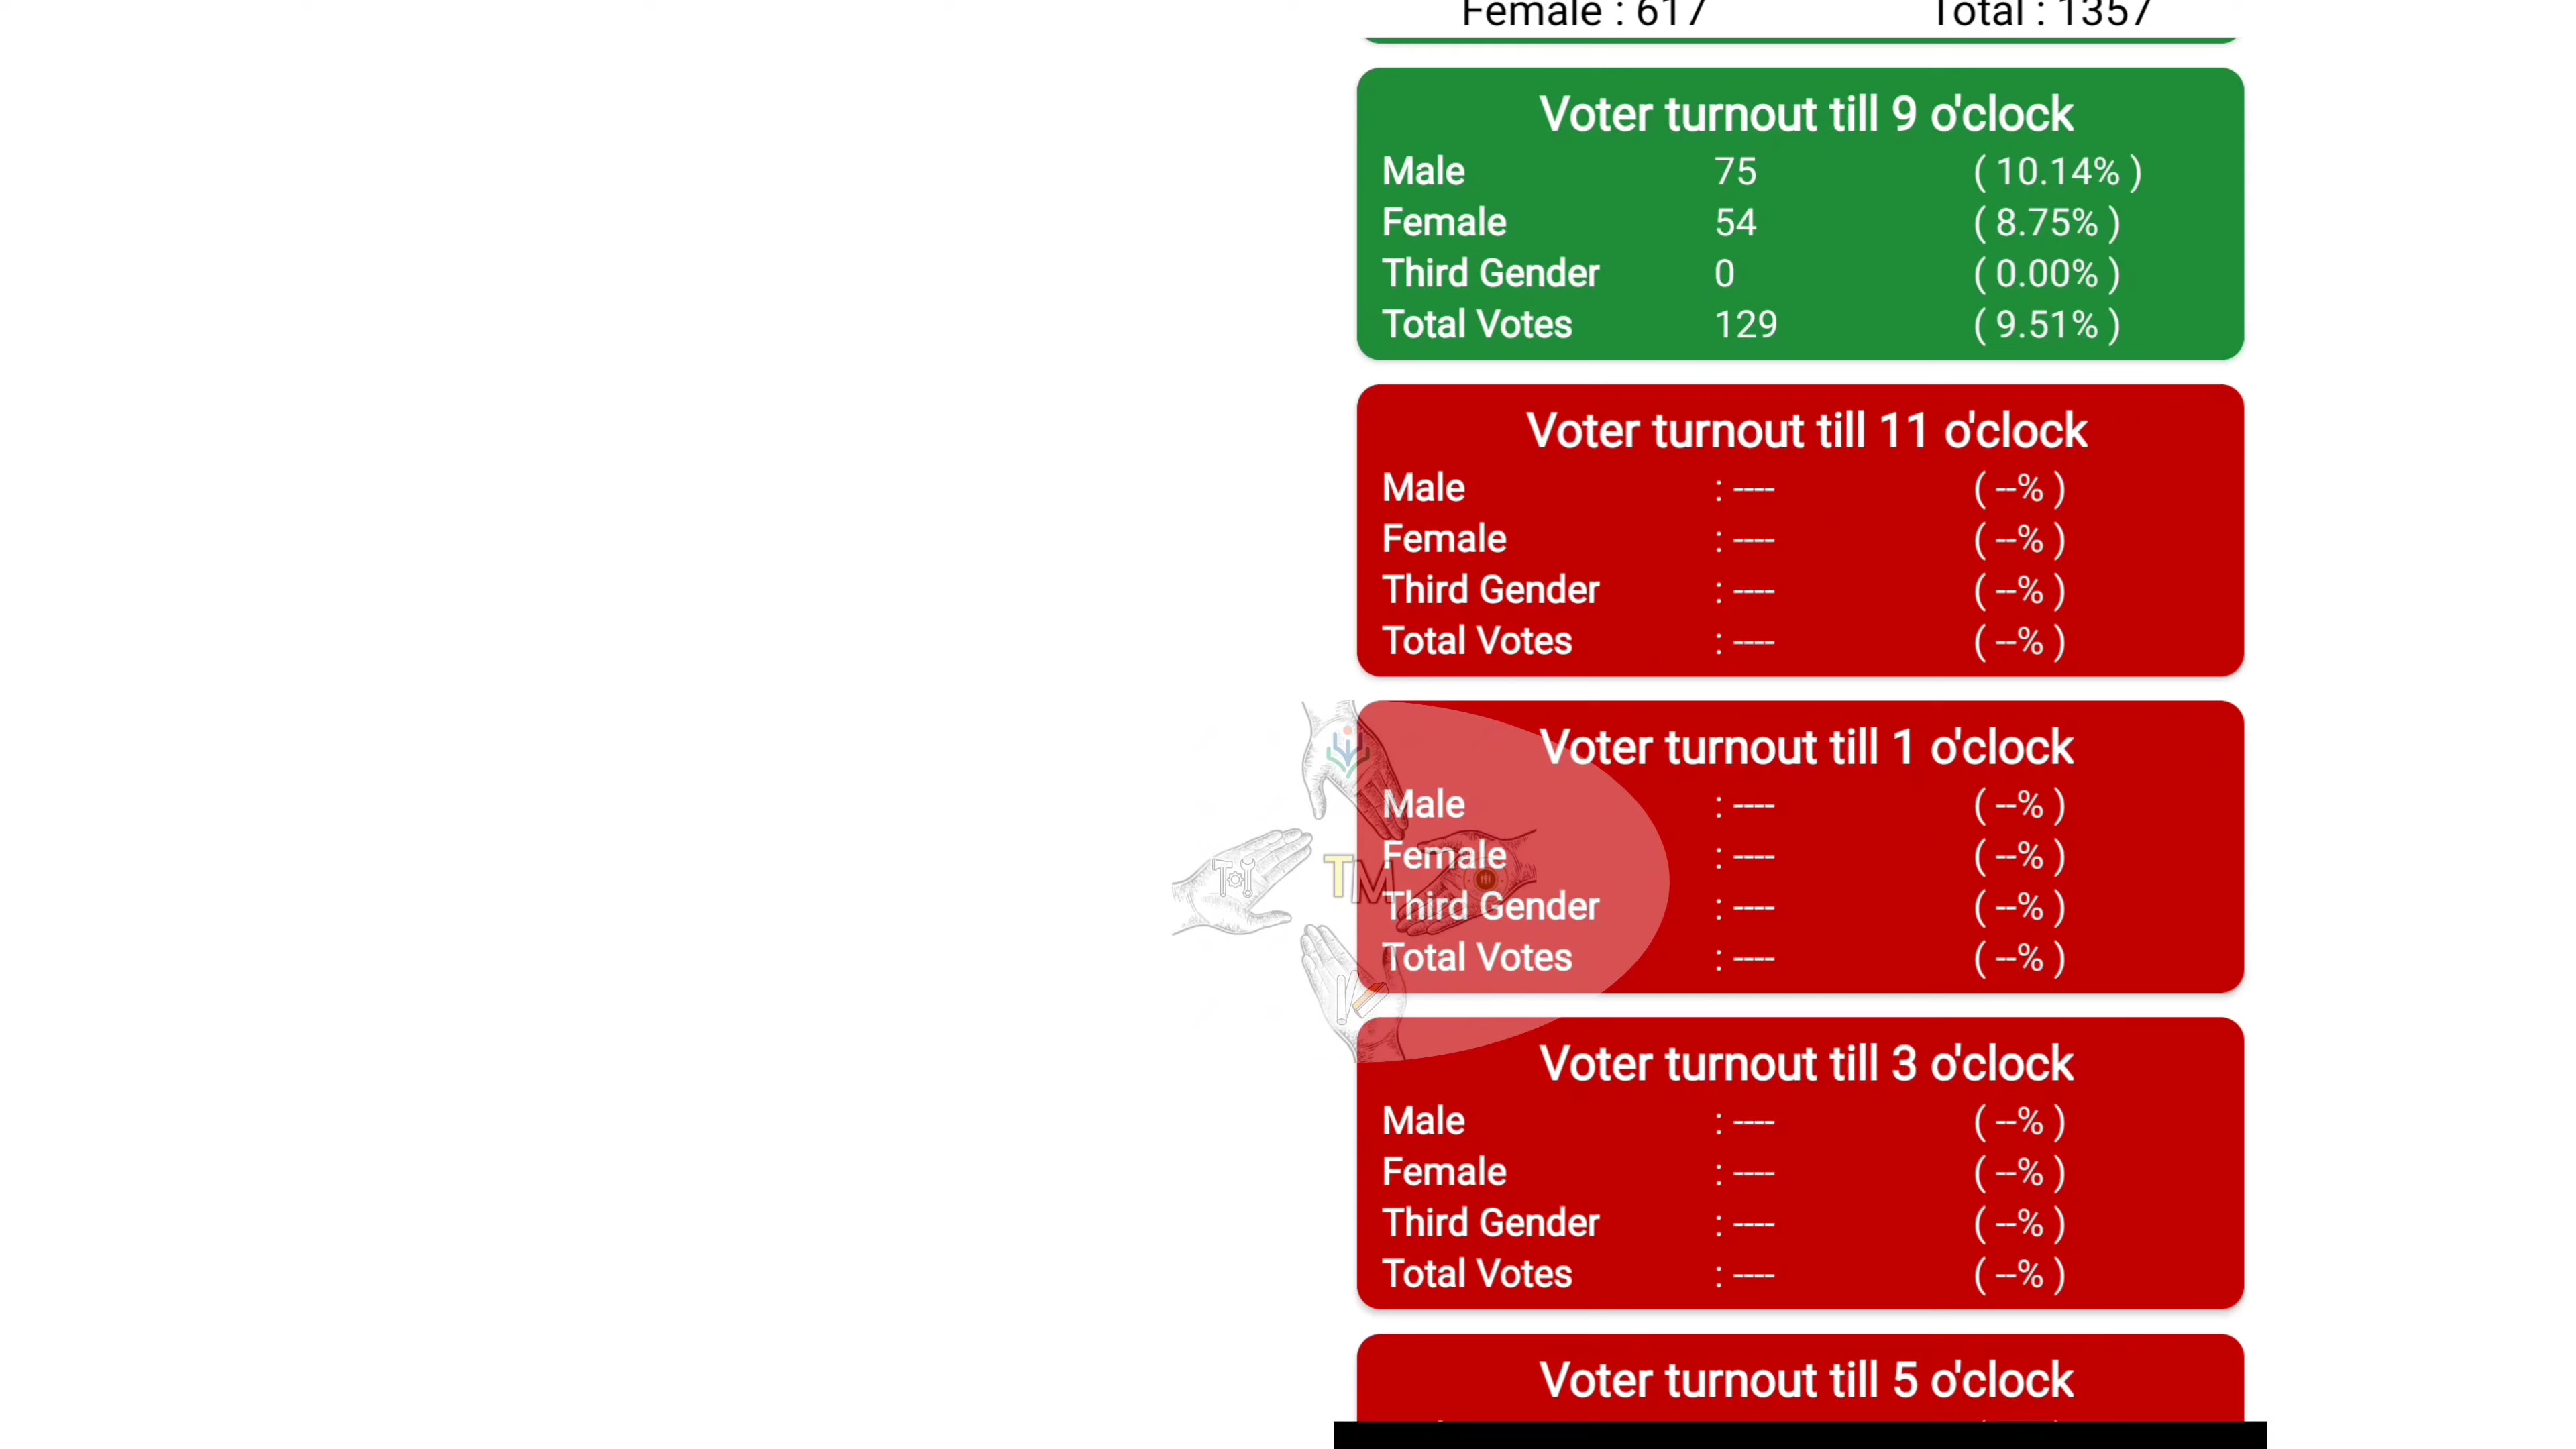 Female : 617 Total : 1357
Voter turnout till 9 o'clock
Male 75 ( 10.14% )
Female 54 ( 8.75% )
Third Gender 0 ( 0.00% )
Total Votes 129 ( 9.51% )
Voter turnout till 11 o'clock
Male : ---- ( --% )
Female : ---- ( --% )
Third Gender : ---- ( --% )
Total Votes : ---- ( --% )
Voter turnout till 1 o'clock
Male : ---- ( --% )
Female : ---- ( --% )
TM
Third Gender : ---- ( --% )
Total Votes : ---- ( --% )
Voter turnout till 3 o'clock
Male : ---- ( --% )
Female : ---- ( --% )
Third Gender : ---- ( --% )
Total Votes : ---- ( --% )
Voter turnout till 5 o'clock